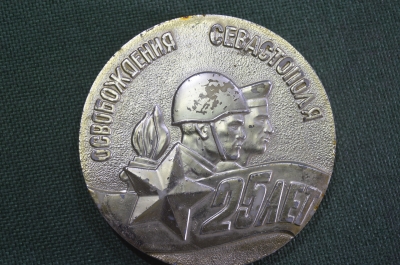 ОСВОБОЖДЕНИЯ СЕВАСТОПОЛЯ
25 ЛЕТ